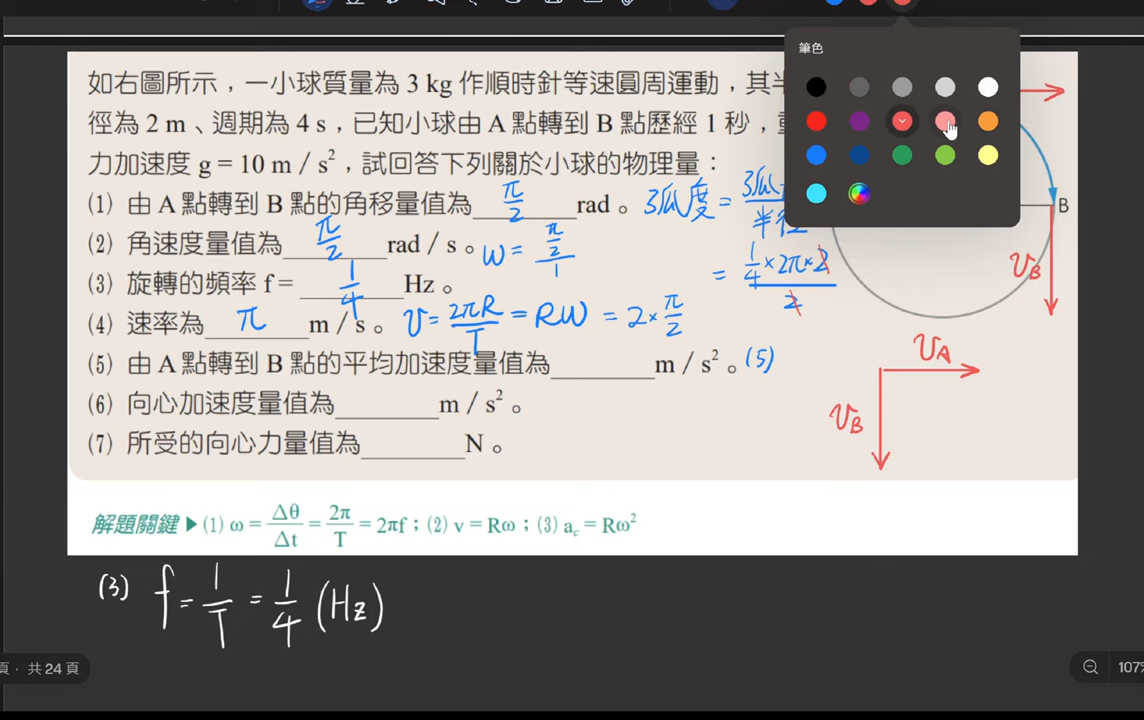 筆色
如右圖所示，一小球質量為 3 kg 作順時針等速圓周運動，其半
徑為 2 m、週期為 4 s，已知小球由 A 點轉到 B 點歷經 1 秒，重
力加速度 g = 10 m / s²，試回答下列關於小球的物理量：
(1) 由 A 點轉到 B 點的角移量值為 π/2 rad。 弧度 =
半徑
(2) 角速度量值為 π/2 rad / s。 ω = (π/2)/1
= (1/4 × 2π × 2)/2
(3) 旋轉的頻率 f = 1/4 Hz。
(4) 速率為 π m / s。 v = 2πR/T = Rω = 2 × π/2
(5) 由 A 點轉到 B 點的平均加速度量值為 ______ m / s²。(5)
(6) 向心加速度量值為 ______ m / s²。
(7) 所受的向心力量值為 ______ N。
B
v_B
v_A
v_B
解題關鍵▶(1) ω = Δθ/Δt = 2π/T = 2πf；(2) v = Rω；(3) a_c = Rω²
(3) f = 1/T = 1/4 (Hz)
頁 · 共 24 頁
107%